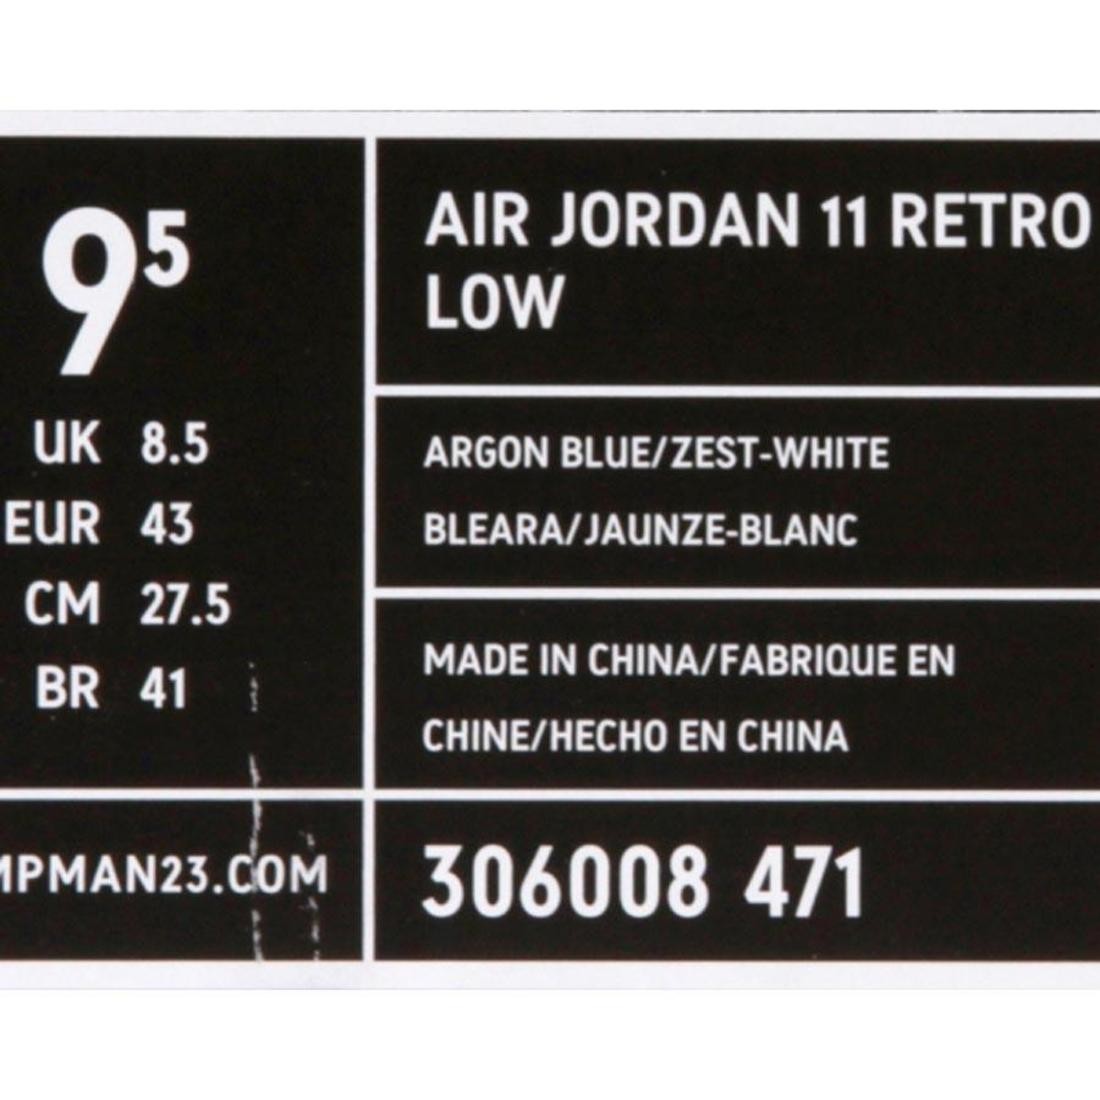 9⁵
UK 8.5
EUR 43
CM 27.5
BR 41
MPMAN23.COM
AIR JORDAN 11 RETRO
LOW
ARGON BLUE/ZEST-WHITE
BLEARA/JAUNZE-BLANC
MADE IN CHINA/FABRIQUE EN
CHINE/HECHO EN CHINA
306008 471